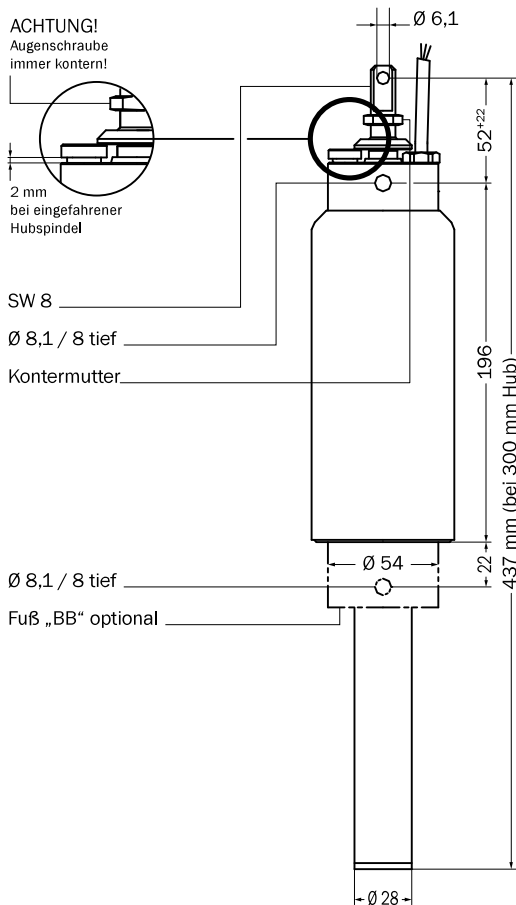 ACHTUNG!
Augenschraube
immer kontern!
Ø 6,1
52+22
2 mm
bei eingefahrener
Hubspindel
SW 8
Ø 8,1 / 8 tief
Kontermutter
196
437 mm (bei 300 mm Hub)
Ø 54
22
Ø 8,1 / 8 tief
Fuß „BB“ optional
Ø 28